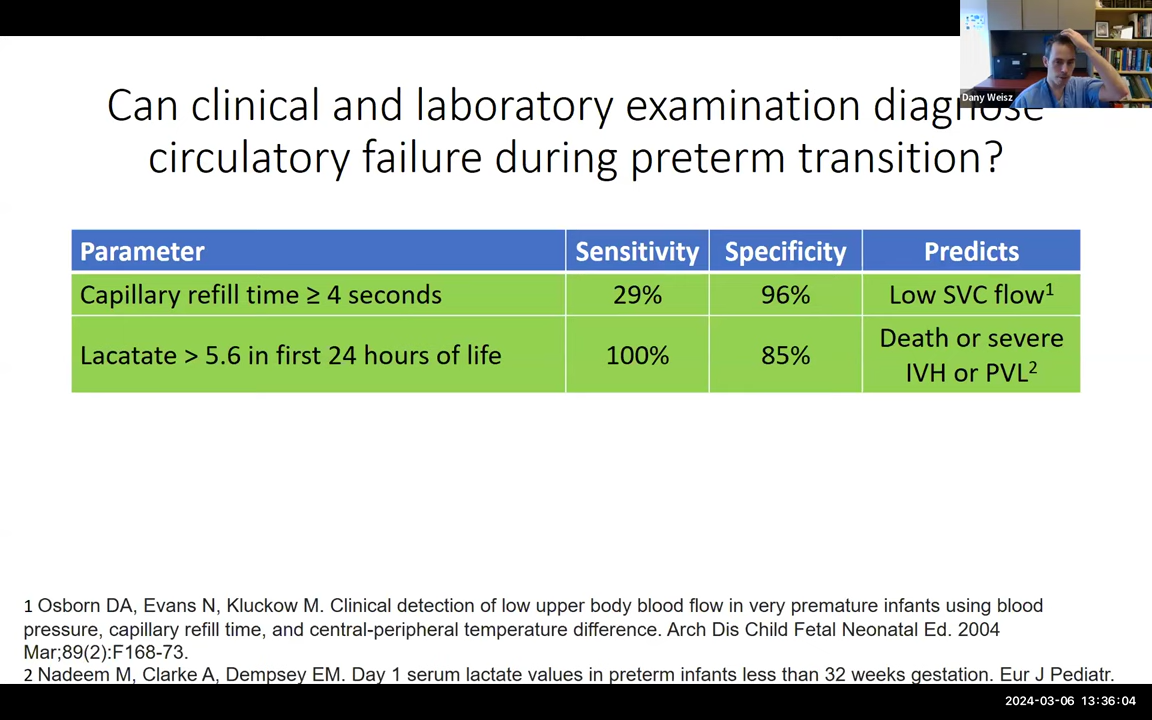 Dany Weisz
Can clinical and laboratory examination diagnose
circulatory failure during preterm transition?
Parameter Sensitivity Specificity Predicts
Capillary refill time ≥ 4 seconds 29% 96% Low SVC flow1
Lacatate > 5.6 in first 24 hours of life 100% 85% Death or severe
IVH or PVL2
1 Osborn DA, Evans N, Kluckow M. Clinical detection of low upper body blood flow in very premature infants using blood
pressure, capillary refill time, and central-peripheral temperature difference. Arch Dis Child Fetal Neonatal Ed. 2004
Mar;89(2):F168-73.
2 Nadeem M, Clarke A, Dempsey EM. Day 1 serum lactate values in preterm infants less than 32 weeks gestation. Eur J Pediatr.
2024-03-06 13:36:04